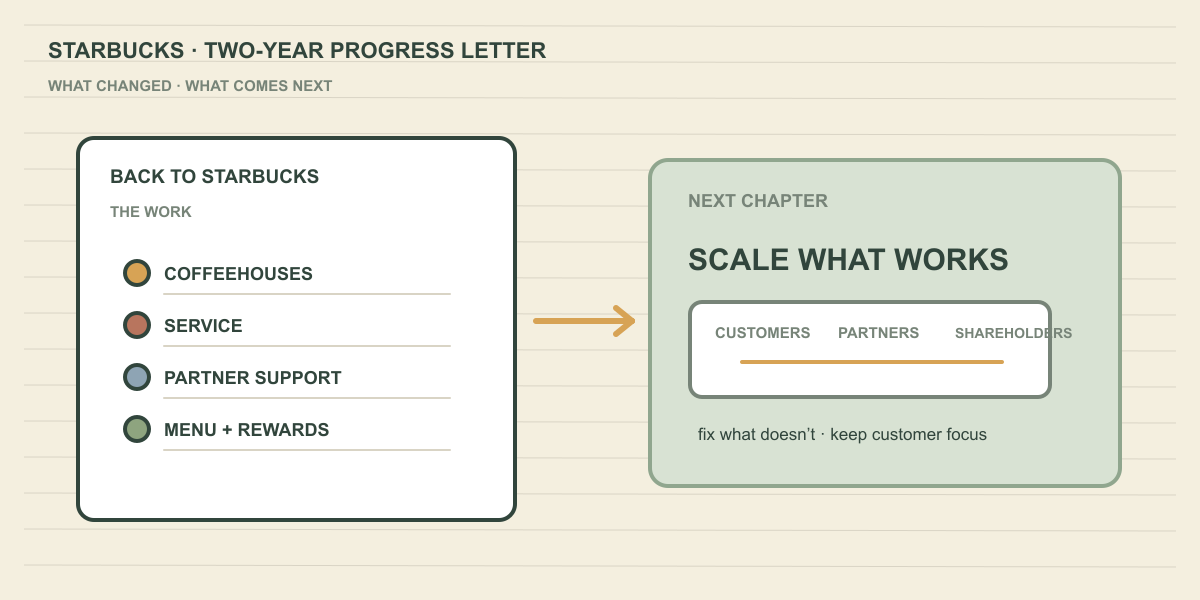 STARBUCKS · TWO-YEAR PROGRESS LETTER
WHAT CHANGED · WHAT COMES NEXT
BACK TO STARBUCKS
THE WORK
COFFEEHOUSES
SERVICE
PARTNER SUPPORT
MENU + REWARDS
NEXT CHAPTER
SCALE WHAT WORKS
CUSTOMERS PARTNERS SHAREHOLDERS
fix what doesn’t · keep customer focus